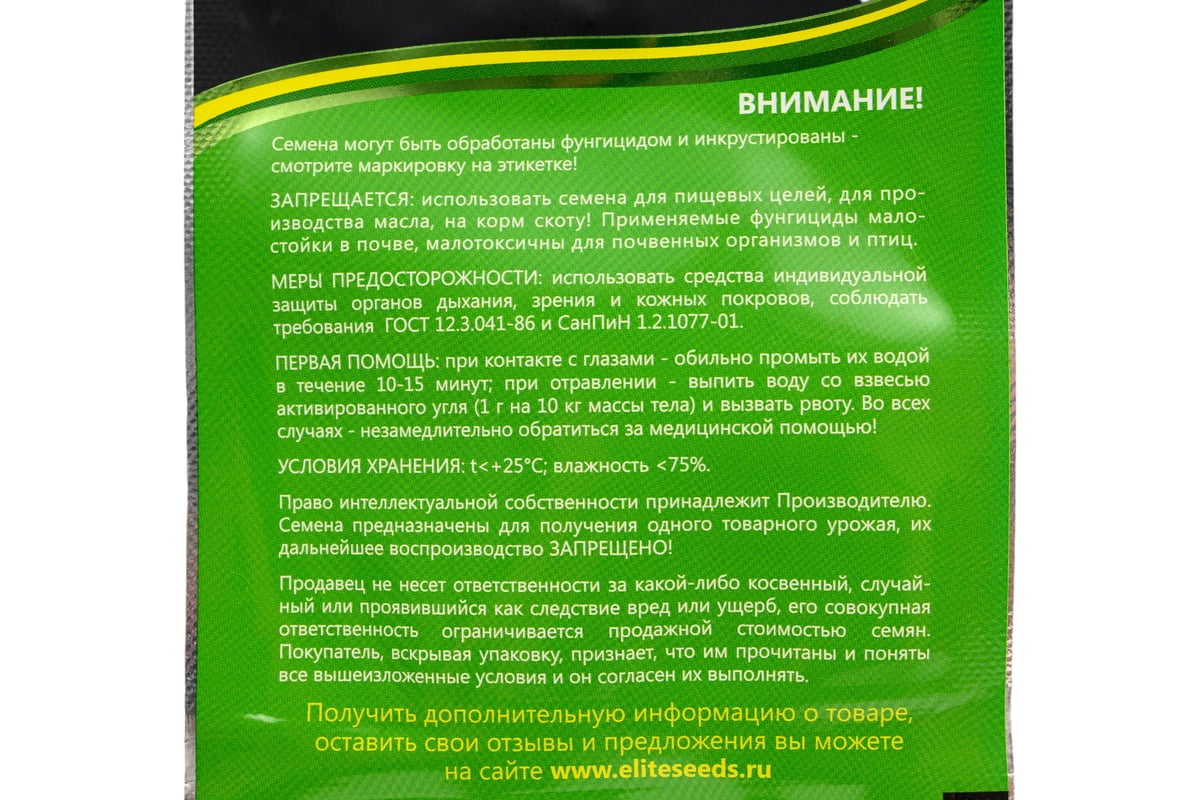 ВНИМАНИЕ!
Семена могут быть обработаны фунгицидом и инкрустированы -
смотрите маркировку на этикетке!
ЗАПРЕЩАЕТСЯ: использовать семена для пищевых целей, для про-
изводства масла, на корм скоту! Применяемые фунгициды мало-
стойки в почве, малотоксичны для почвенных организмов и птиц.
МЕРЫ ПРЕДОСТОРОЖНОСТИ: использовать средства индивидуальной
защиты органов дыхания, зрения и кожных покровов, соблюдать
требования ГОСТ 12.3.041-86 и СанПиН 1.2.1077-01.
ПЕРВАЯ ПОМОЩЬ: при контакте с глазами - обильно промыть их водой
в течение 10-15 минут; при отравлении - выпить воду со взвесью
активированного угля (1 г на 10 кг массы тела) и вызвать рвоту. Во всех
случаях - незамедлительно обратиться за медицинской помощью!
УСЛОВИЯ ХРАНЕНИЯ: t<+25°C; влажность <75%.
Право интеллектуальной собственности принадлежит Производителю.
Семена предназначены для получения одного товарного урожая, их
дальнейшее воспроизводство ЗАПРЕЩЕНО!
Продавец не несет ответственности за какой-либо косвенный, случай-
ный или проявившийся как следствие вред или ущерб, его совокупная
ответственность ограничивается продажной стоимостью семян.
Покупатель, вскрывая упаковку, признает, что им прочитаны и поняты
все вышеизложенные условия и он согласен их выполнять.
Получить дополнительную информацию о товаре,
оставить свои отзывы и предложения вы можете
на сайте www.eliteseeds.ru